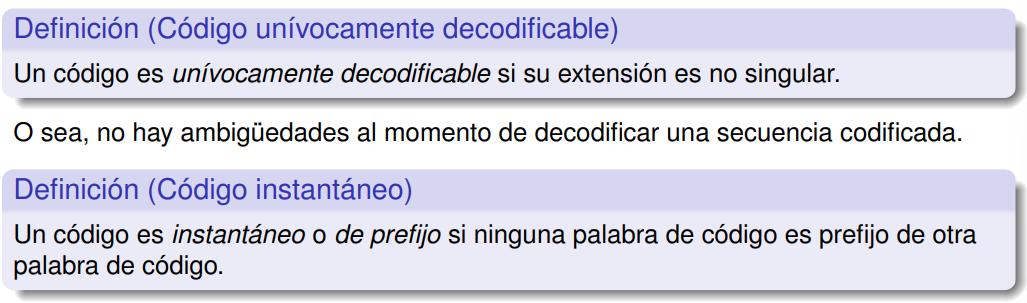 Definición (Código unívocamente decodificable)
Un código es unívocamente decodificable si su extensión es no singular.
O sea, no hay ambigüedades al momento de decodificar una secuencia codificada.
Definición (Código instantáneo)
Un código es instantáneo o de prefijo si ninguna palabra de código es prefijo de otra
palabra de código.